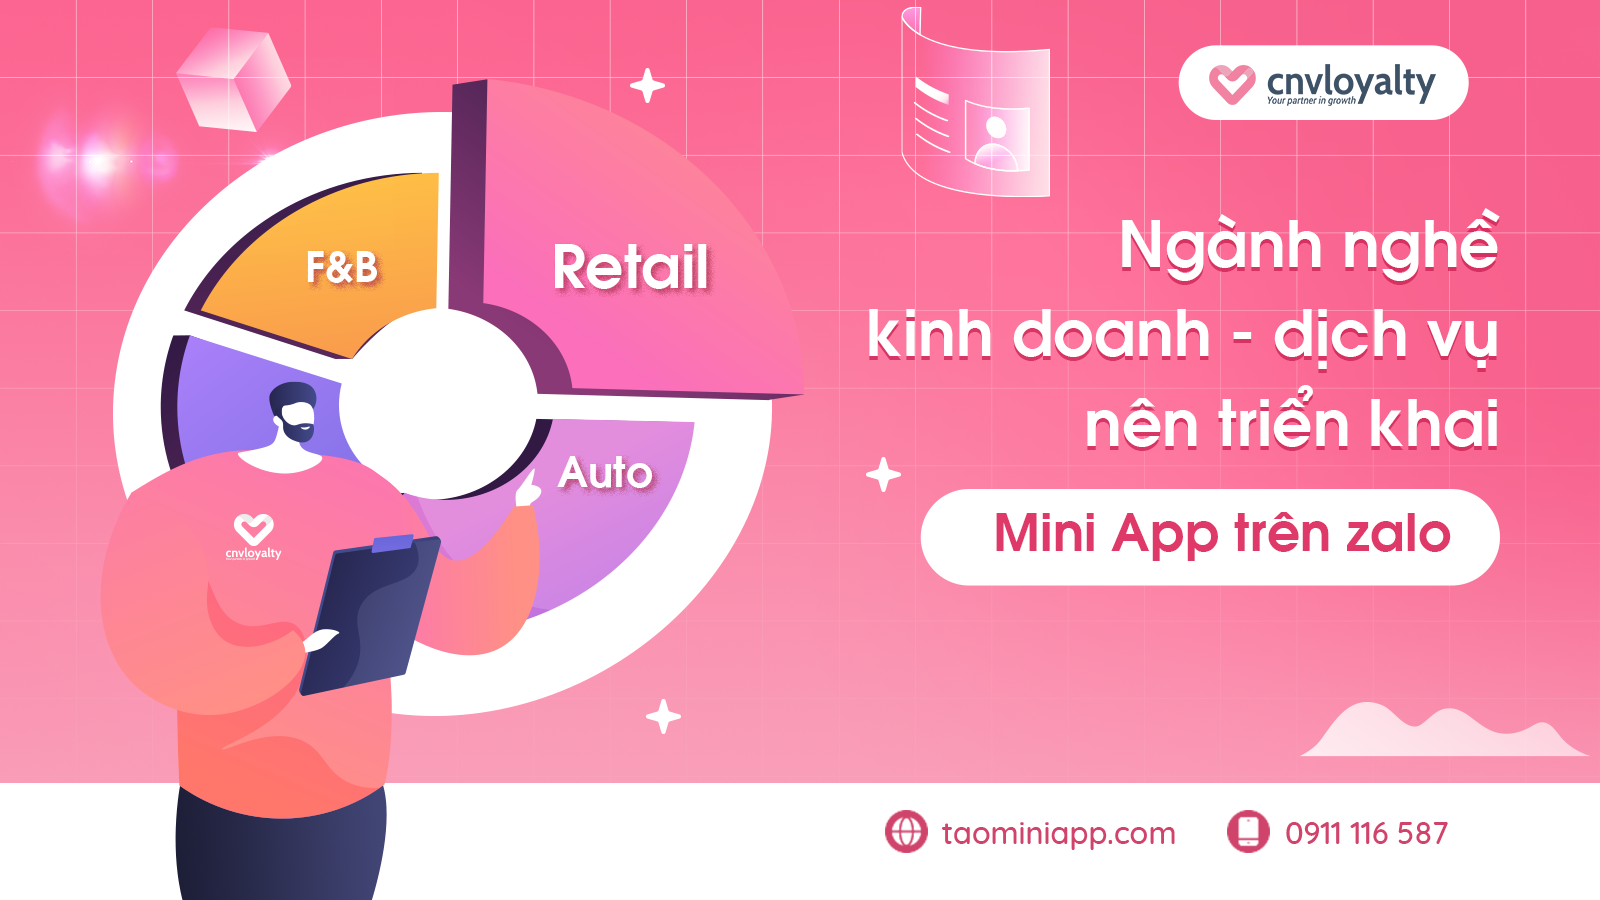 cnvloyalty
Your partner in growth
F&B
Retail
Auto
Ngành nghề
kinh doanh - dịch vụ
nên triển khai
Mini App trên zalo
cnvloyalty
taominiapp.com
0911 116 587